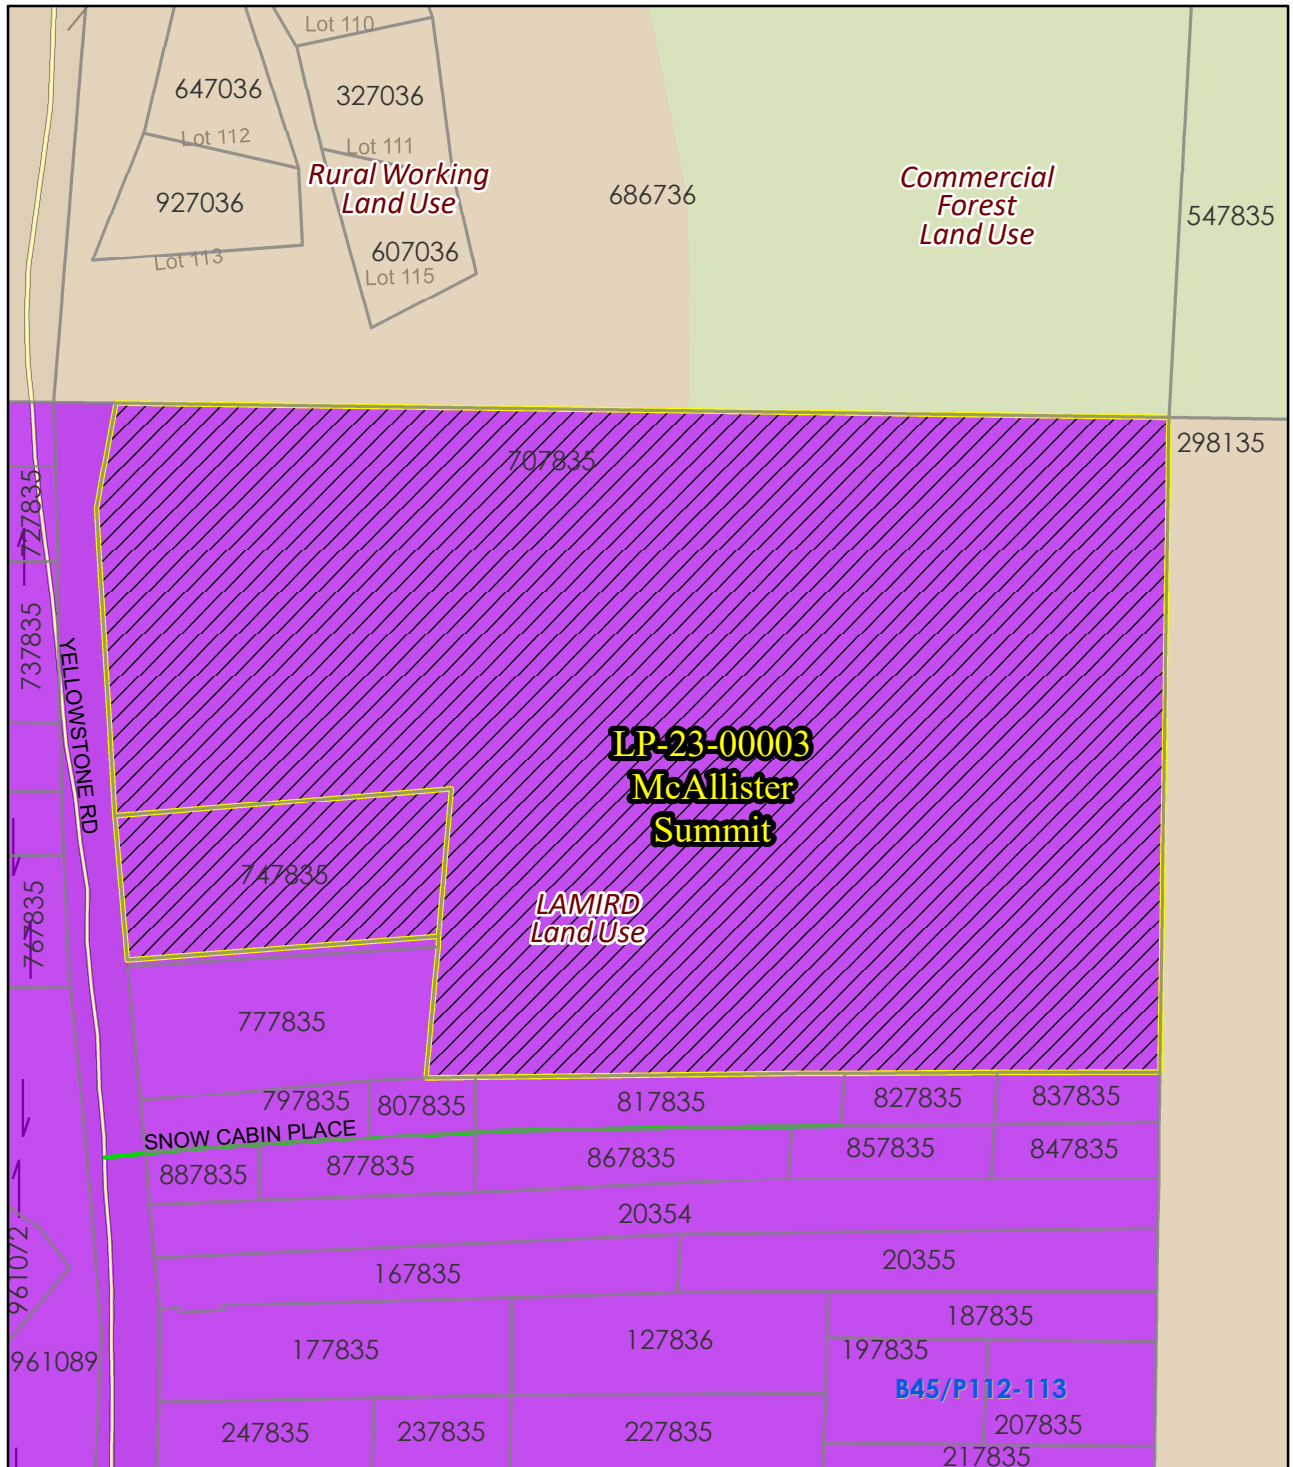 Lot 110
647036
327036
Lot 112
Lot 111
Rural Working
Land Use
927036
686736
Commercial
Forest
Land Use
547835
607036
Lot 113
Lot 115
298135
707835
727835
737835
YELLOWSTONE RD
LP-23-00003
McAllister
Summit
747835
767835
LAMIRD
Land Use
777835
797835
807835
817835
827835
837835
SNOW CABIN PLACE
887835
877835
867835
857835
847835
20354
961072
167835
20355
187835
177835
127836
197835
961089
B45/P112-113
247835
237835
227835
207835
217835